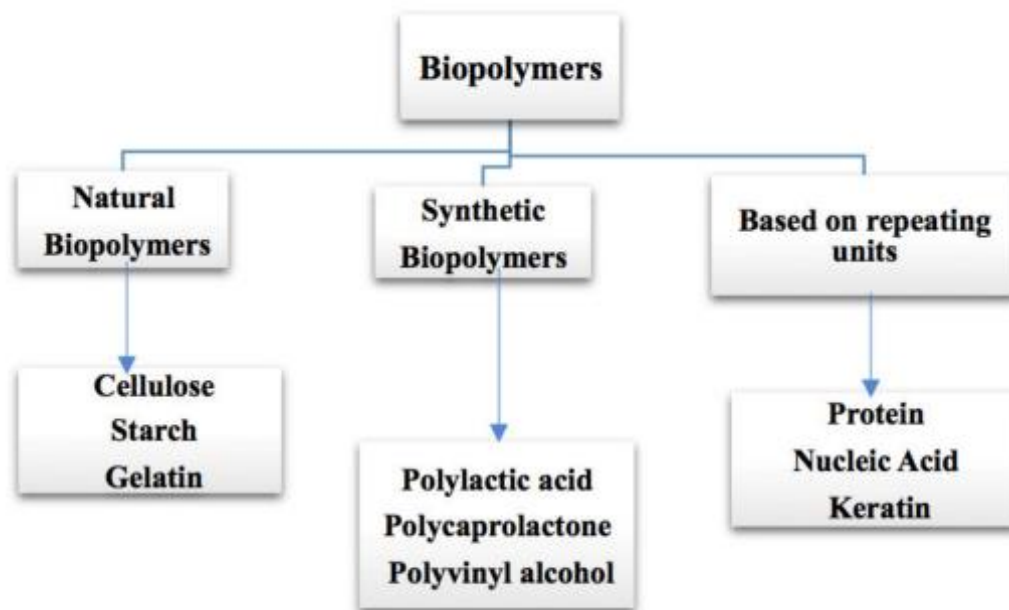 Biopolymers
Natural
Biopolymers
Synthetic
Biopolymers
Based on repeating
units
Cellulose
Starch
Gelatin
Polylactic acid
Polycaprolactone
Polyvinyl alcohol
Protein
Nucleic Acid
Keratin